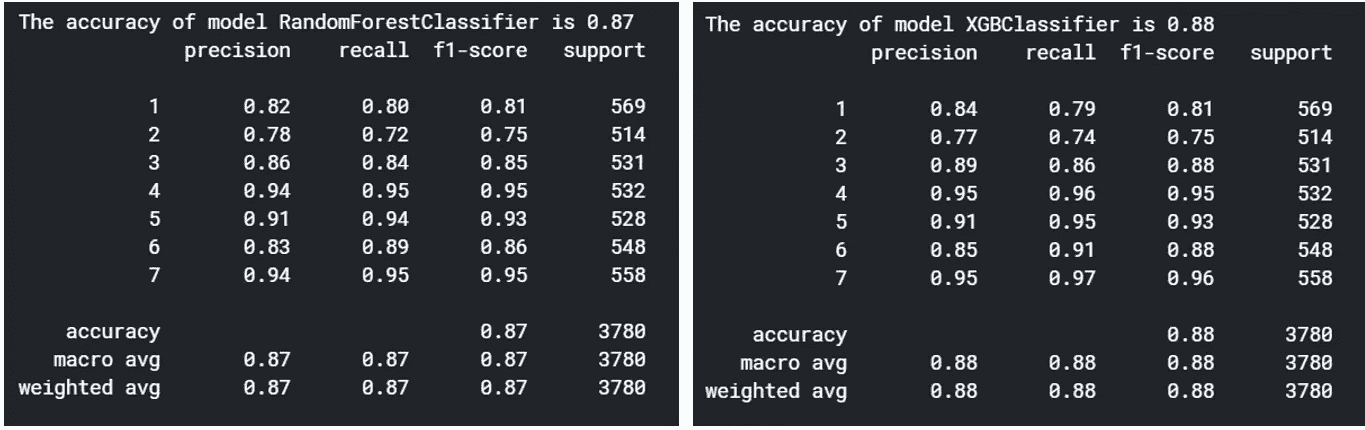 The accuracy of model RandomForestClassifier is 0.87
precision recall f1-score support
1 0.82 0.80 0.81 569
2 0.78 0.72 0.75 514
3 0.86 0.84 0.85 531
4 0.94 0.95 0.95 532
5 0.91 0.94 0.93 528
6 0.83 0.89 0.86 548
7 0.94 0.95 0.95 558
accuracy 0.87 3780
macro avg 0.87 0.87 0.87 3780
weighted avg 0.87 0.87 0.87 3780
The accuracy of model XGBClassifier is 0.88
precision recall f1-score support
1 0.84 0.79 0.81 569
2 0.77 0.74 0.75 514
3 0.89 0.86 0.88 531
4 0.95 0.96 0.95 532
5 0.91 0.95 0.93 528
6 0.85 0.91 0.88 548
7 0.95 0.97 0.96 558
accuracy 0.88 3780
macro avg 0.88 0.88 0.88 3780
weighted avg 0.88 0.88 0.88 3780